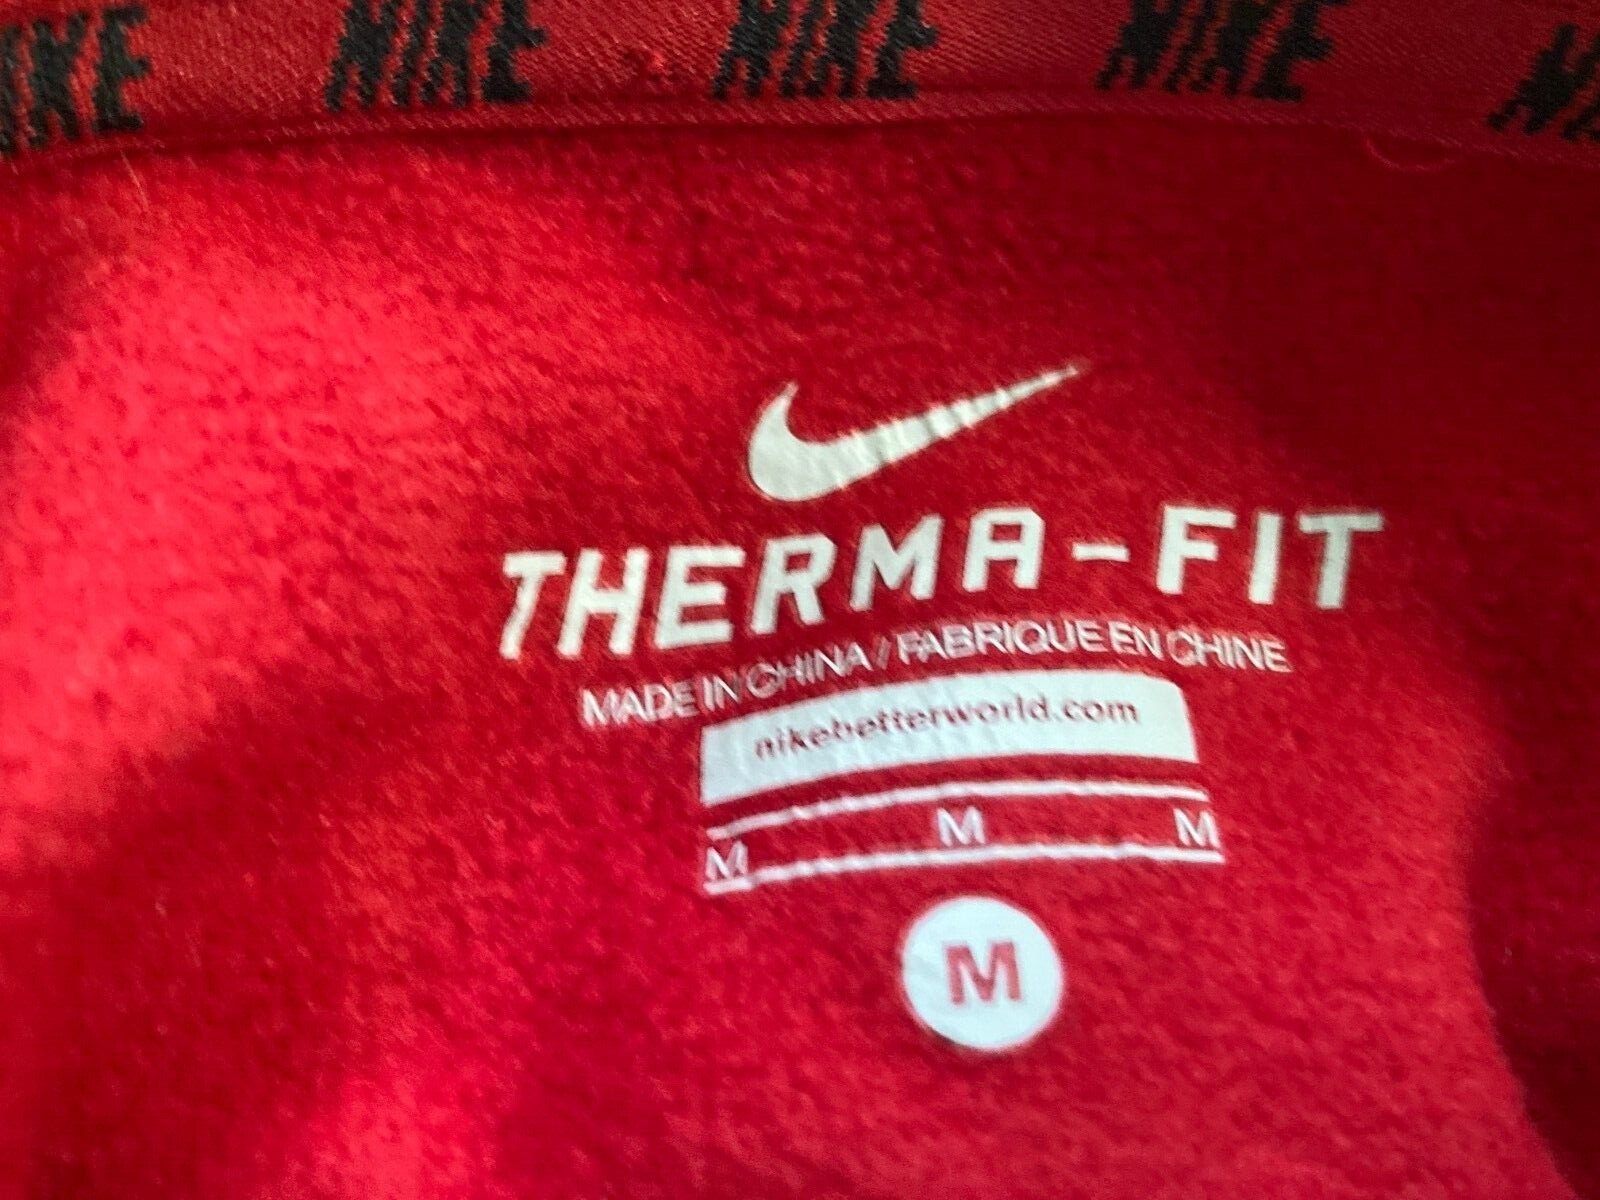 NIKE NIKE NIKE NIKE
THERMA-FIT
MADE IN CHINA / FABRIQUE EN CHINE
nikebetterworld.com
M M M
M